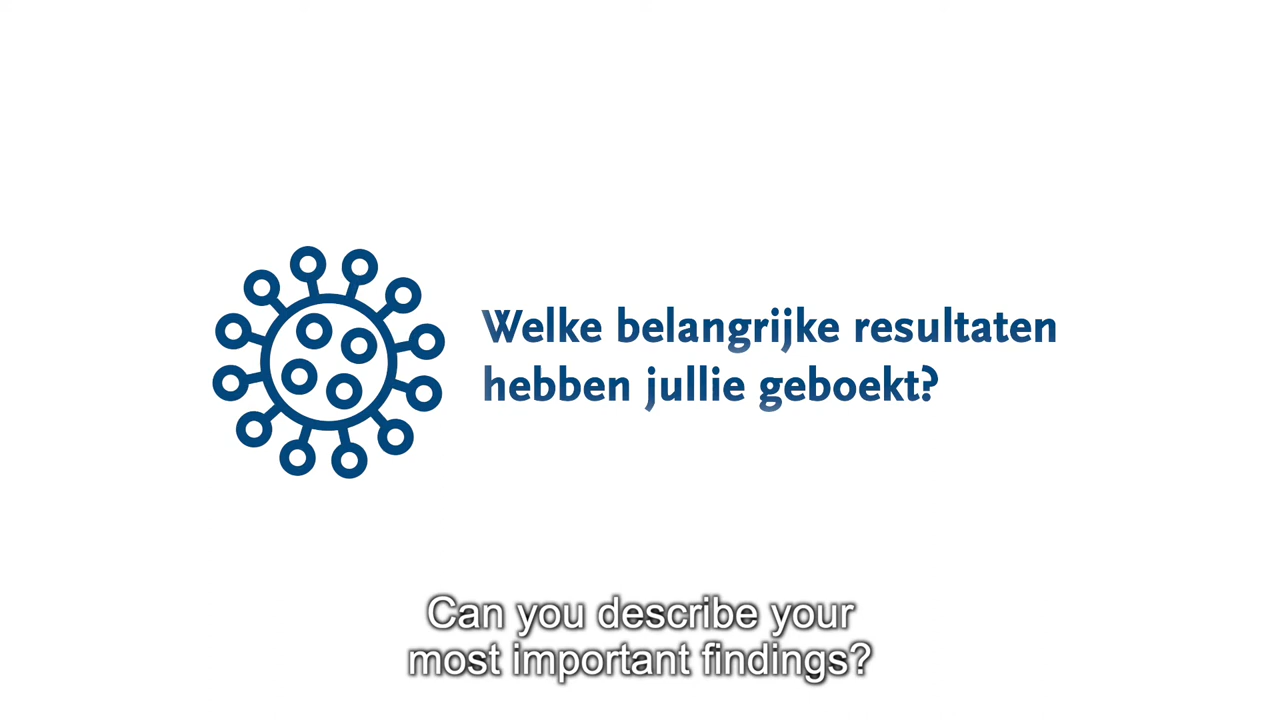 Welke belangrijke resultaten
hebben jullie geboekt?
Can you describe your
most important findings?